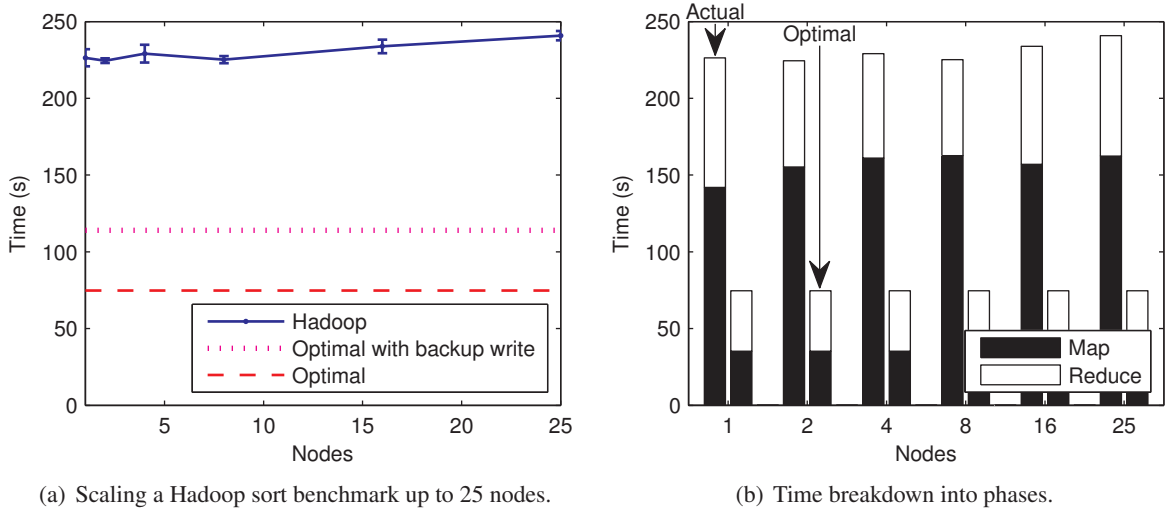 250
200
150
100
50
0
Time (s)
Hadoop
Optimal with backup write
Optimal
5
10
15
20
25
Nodes
(a) Scaling a Hadoop sort benchmark up to 25 nodes.
Actual
Optimal
250
200
150
100
50
0
Time (s)
Map
Reduce
1
2
4
8
16
25
Nodes
(b) Time breakdown into phases.